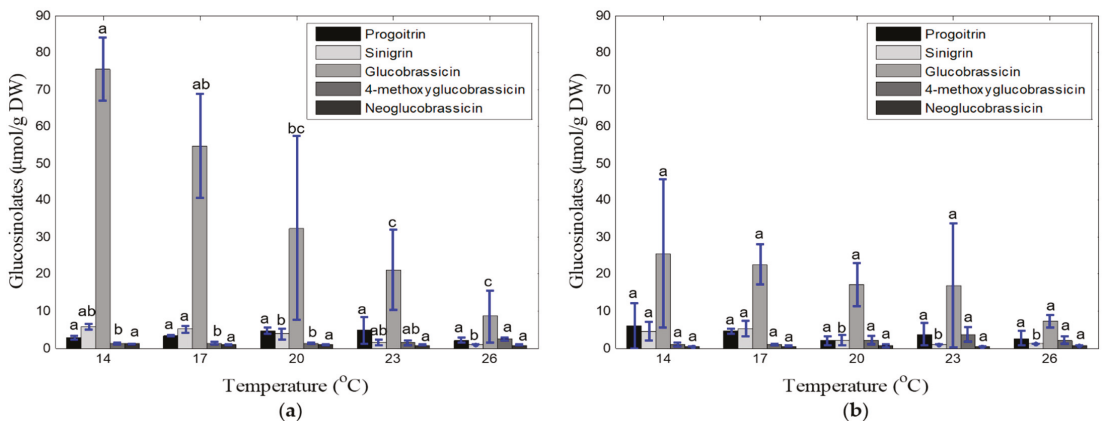 90
80
70
60
50
40
30
20
10
0
Glucosinolates (µmol/g DW)
Progoitrin
Sinigrin
Glucobrassicin
4-methoxyglucobrassicin
Neoglucobrassicin
a ab a b a
a a ab b a
a b bc b a
a ab c a a
a b c a a
14 17 20 23 26
Temperature (°C)
(a)
90
80
70
60
50
40
30
20
10
0
Glucosinolates (µmol/g DW)
Progoitrin
Sinigrin
Glucobrassicin
4-methoxyglucobrassicin
Neoglucobrassicin
a a a a a
a a a a a
a b a a a
a b a a a
a b a a a
14 17 20 23 26
Temperature (°C)
(b)